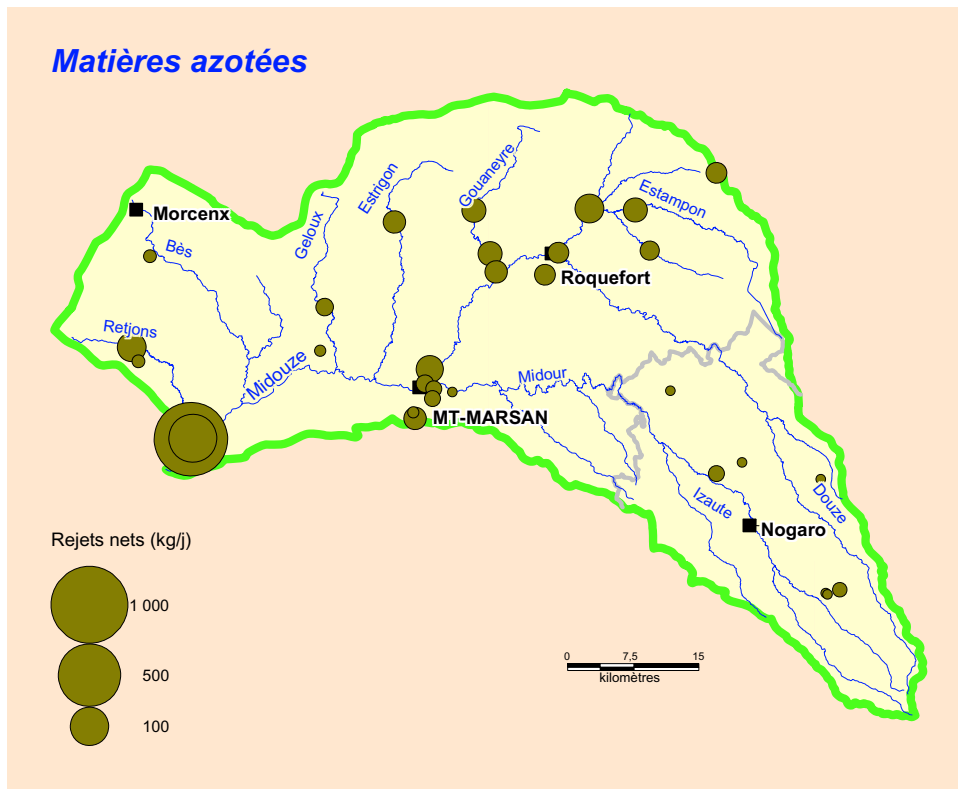 Matières azotées
Morcenx
Bès
Geloux
Estrigon
Gouaneyre
Estampon
Roquefort
Retjons
Midouze
Midour
MT-MARSAN
Izaute
Douze
Nogaro
Rejets nets (kg/j)
1 000
500
100
0 7,5 15
kilomètres